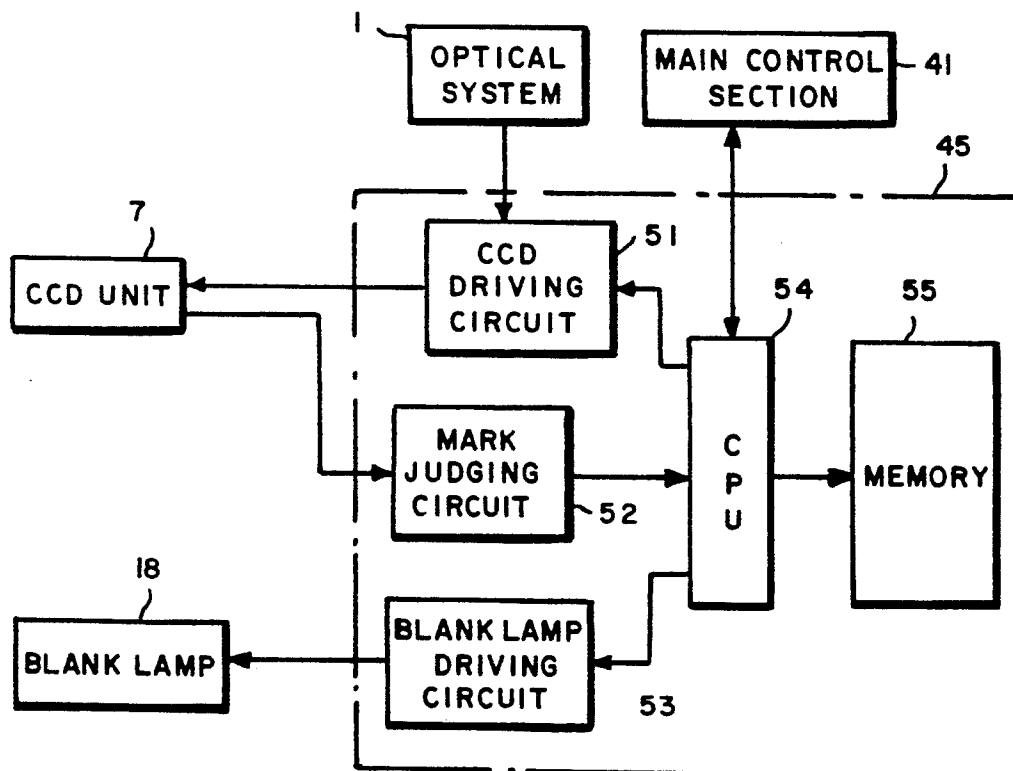 1
OPTICAL
SYSTEM
MAIN CONTROL
SECTION
41
45
7
CCD UNIT
CCD
DRIVING
CIRCUIT
51
54
55
MARK
JUDGING
CIRCUIT
52
C
P
U
MEMORY
18
BLANK LAMP
BLANK LAMP
DRIVING
CIRCUIT
53